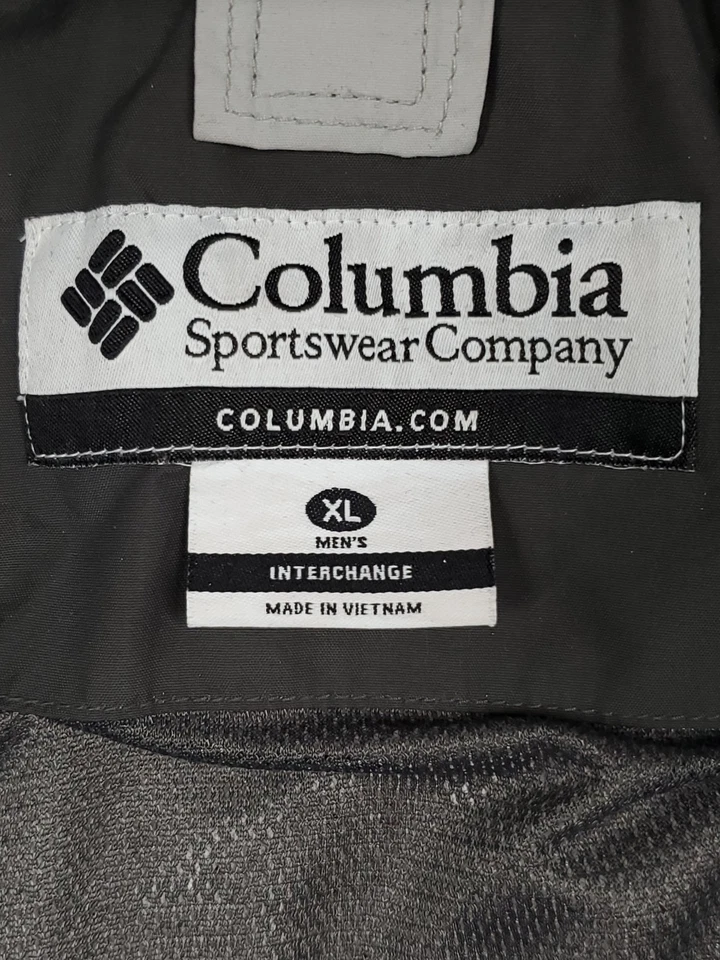 Columbia
Sportswear Company
COLUMBIA.COM
XL
MEN'S
INTERCHANGE
MADE IN VIETNAM